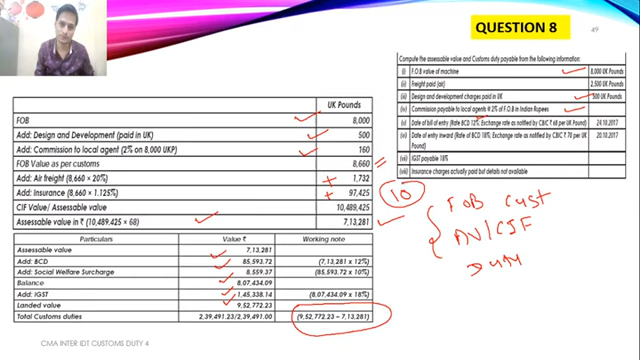 QUESTION 8
49
Compute the assessable value and Customs duty payable from the following information:
(i) F.O.B value of machine 8,000 UK Pounds
(ii) Freight paid (air) 2,500 UK Pounds
(iii) Design and development charges paid in UK 500 UK Pounds
(iv) Commission payable to local agents @ 2% of F.O.B in Indian Rupees
(v) Date of bill of entry (Rate BCD 12%; Exchange rate as notified by CBIC ₹ 68 per UK Pound) 24.10.2017
(vi) Date of entry inward (Rate BCD 18%; Exchange rate as notified by CBIC ₹ 70 per UK Pound) 20.10.2017
(vii) IGST payable 18%
(viii) Insurance charges actually paid but details not available
UK Pounds
FOB 8,000
Add: Design and Development (paid in UK) 500
Add: Commission to local agent (2% on 8,000 UKP) 160
FOB Value as per customs 8,660
Add: Air freight (8,660 × 20%) 1,732
Add: Insurance (8,660 × 1.125%) 97,425
CIF Value/ Assessable value 10,489.425
Assessable value in ₹ (10,489.425 × 68) 7,13,281
10
FOB Cust
AV/CIF
Duty
Particulars Value ₹ Working note
Assessable value 7,13,281
Add: BCD 85,593.72 (7,13,281 × 12%)
Add: Social Welfare Surcharge 8,559.37 (85,593.72 × 10%)
Balance 8,07,434.09
Add: IGST 1,45,338.14 (8,07,434.09 × 18%)
Landed value 9,52,772.23
Total Customs duties 2,39,491.23/2,39,491.00 (9,52,772.23 – 7,13,281)
CMA INTER IDT CUSTOMS DUTY 4